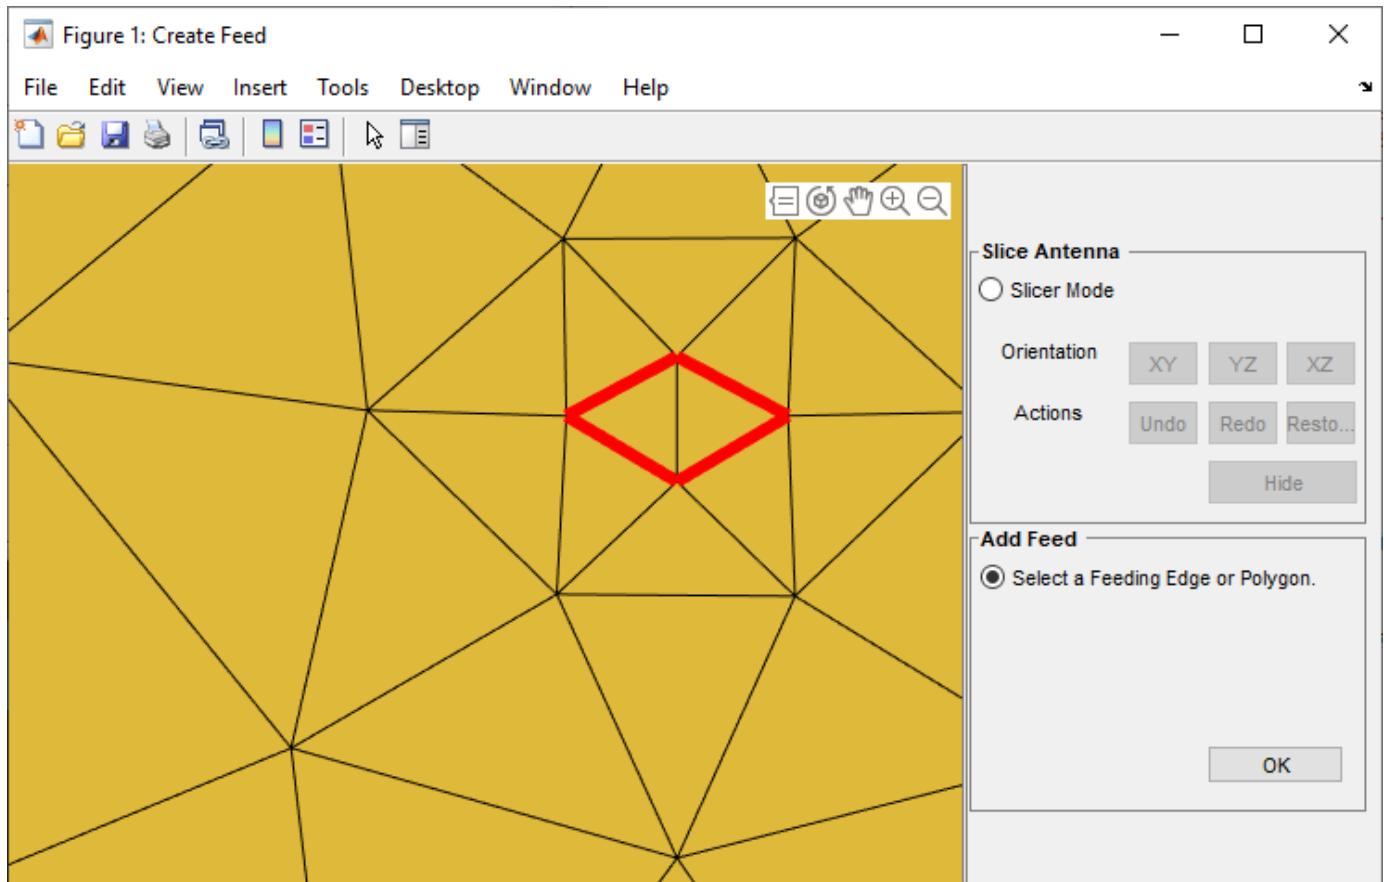 Figure 1: Create Feed
File Edit View Insert Tools Desktop Window Help
Slice Antenna
Slicer Mode
Orientation XY YZ XZ
Actions Undo Redo Resto...
Hide
Add Feed
Select a Feeding Edge or Polygon.
OK